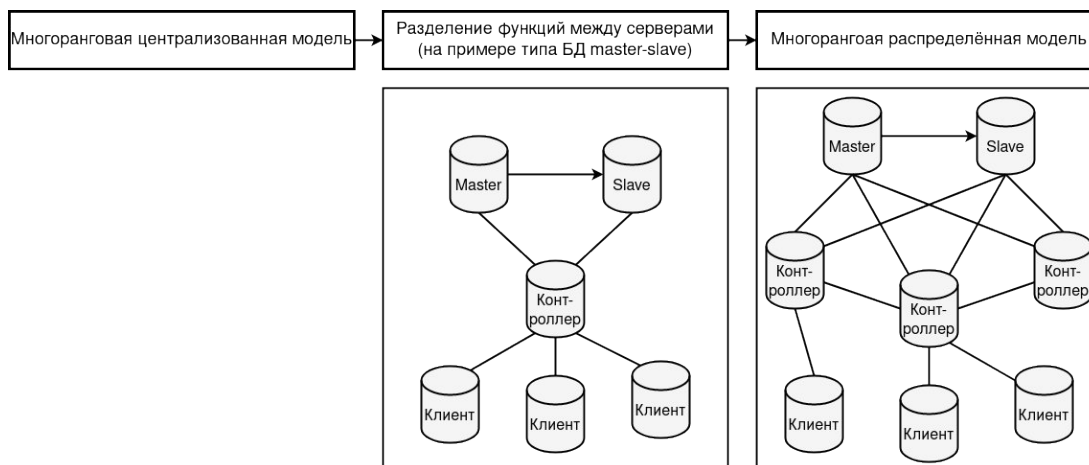 Многоранговая централизованная модель
Разделение функций между серверами
(на примере типа БД master-slave)
Многорангоая распределённая модель
Master
Slave
Конт-
роллер
Клиент
Клиент
Клиент
Master
Slave
Конт-
роллер
Конт-
роллер
Конт-
роллер
Клиент
Клиент
Клиент